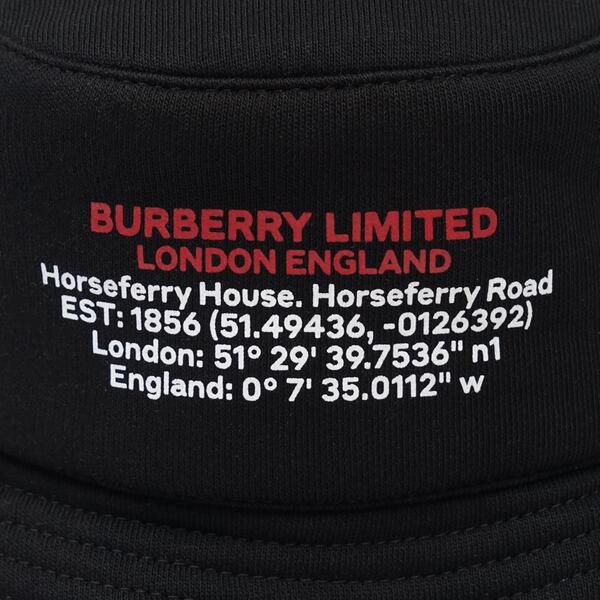 BURBERRY LIMITED
LONDON ENGLAND
Horseferry House. Horseferry Road
EST: 1856 (51.49436, -0126392)
London: 51° 29' 39.7536" n1
England: 0° 7' 35.0112" w